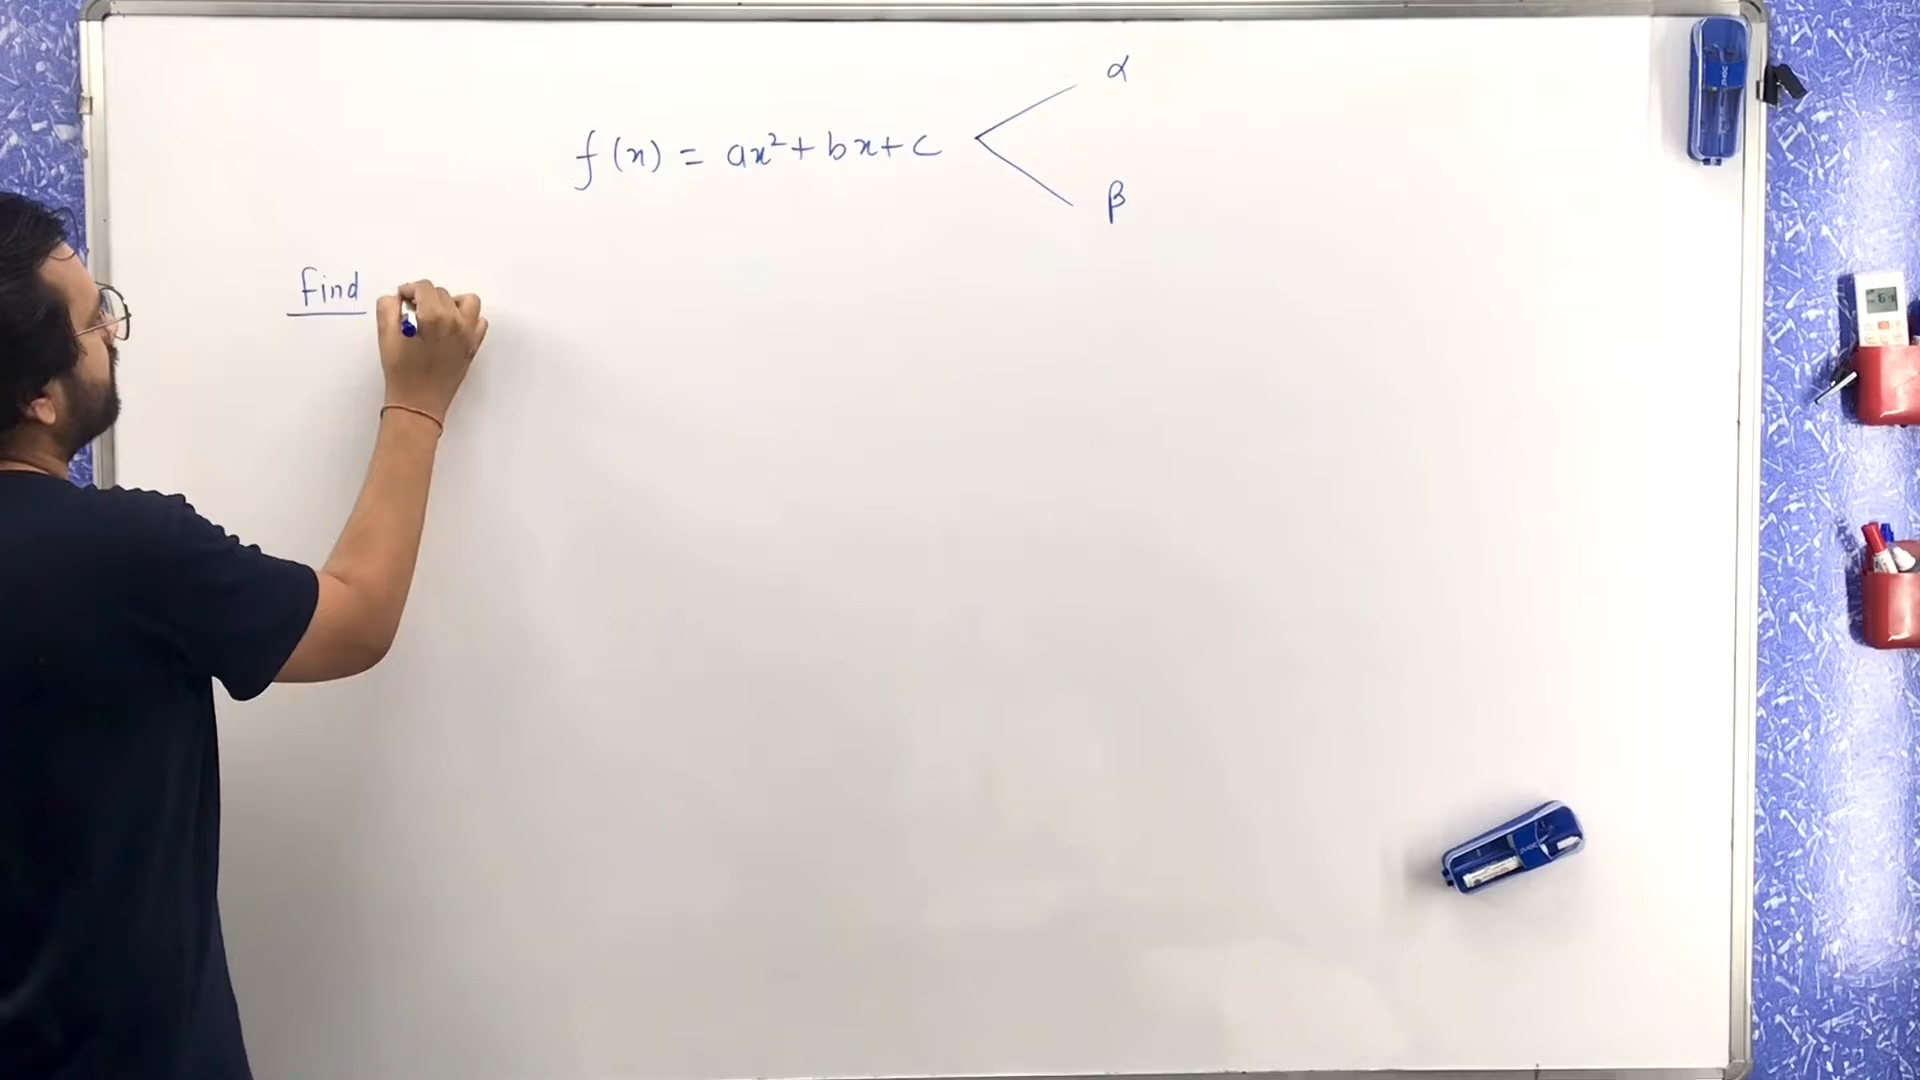 α
f(x) = ax²+bx+c
β
Find